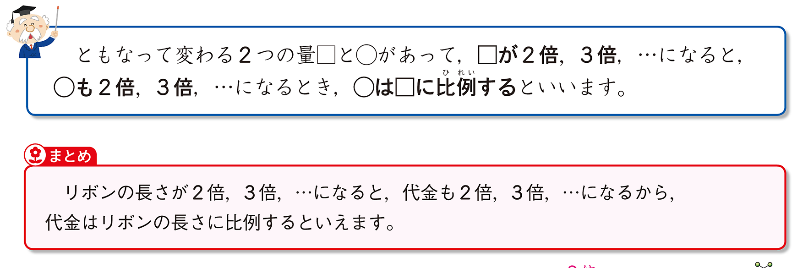 ともなって変わる２つの量□と○があって，□が２倍，３倍，…になると，
○も２倍，３倍，…になるとき，○は□に比例するといいます。
ひれい
まとめ
リボンの長さが２倍，３倍，…になると，代金も２倍，３倍，…になるから，
代金はリボンの長さに比例するといえます。